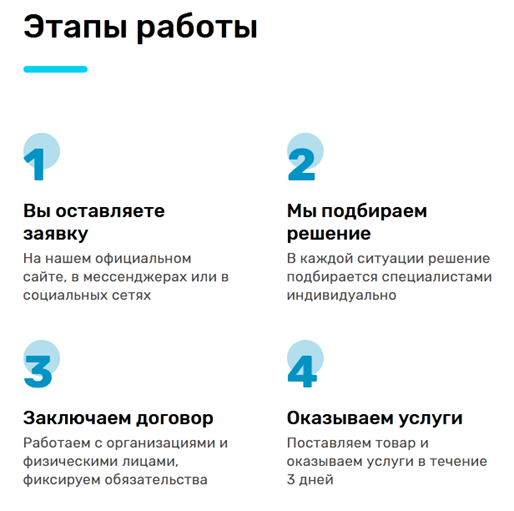 Этапы работы
1
Вы оставляете
заявку
На нашем официальном
сайте, в мессенджерах или в
социальных сетях
2
Мы подбираем
решение
В каждой ситуации решение
подбирается специалистами
индивидуально
3
Заключаем договор
Работаем с организациями и
физическими лицами,
фиксируем обязательства
4
Оказываем услуги
Поставляем товар и
оказываем услуги в течение
3 дней